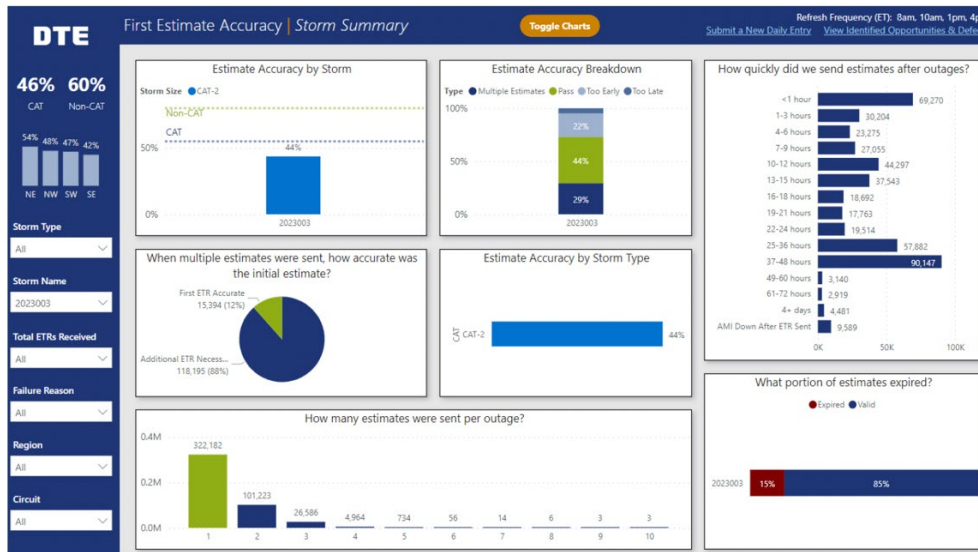 DTE
First Estimate Accuracy | Storm Summary
Toggle Charts
Refresh Frequency (ET): 8am, 10am, 1pm, 4p
Submit a New Daily Entry View Identified Opportunities & Defe
46% 60%
CAT Non-CAT
54% 48% 47% 42%
NE NW SW SE
Storm Type
All
Storm Name
2023003
Total ETRs Received
All
Failure Reason
All
Region
All
Circuit
All
Estimate Accuracy by Storm
Storm Size CAT-2
Non-CAT
CAT
50%
44%
0%
2023003
Estimate Accuracy Breakdown
Type Multiple Estimates Pass Too Early Too Late
100%
22%
50%
44%
29%
0%
2023003
How quickly did we send estimates after outages?
<1 hour 69,270
1-3 hours 30,204
4-6 hours 23,275
7-9 hours 27,055
10-12 hours 44,297
13-15 hours 37,543
16-18 hours 18,692
19-21 hours 17,763
22-24 hours 19,514
25-36 hours 57,882
37-48 hours 90,147
49-60 hours 3,140
61-72 hours 2,919
4+ days 4,481
AMI Down After ETR Sent 9,589
0K 50K 100K
When multiple estimates were sent, how accurate was
the initial estimate?
First ETR Accurate
15,394 (12%)
Additional ETR Necess...
118,195 (88%)
Estimate Accuracy by Storm Type
CAT CAT-2 44%
How many estimates were sent per outage?
0.4M
0.2M
0.0M
322,182 101,223 26,586 4,964 734 56 14 6 3 3
1 2 3 4 5 6 7 8 9 10
What portion of estimates expired?
Expired Valid
2023003 15% 85%